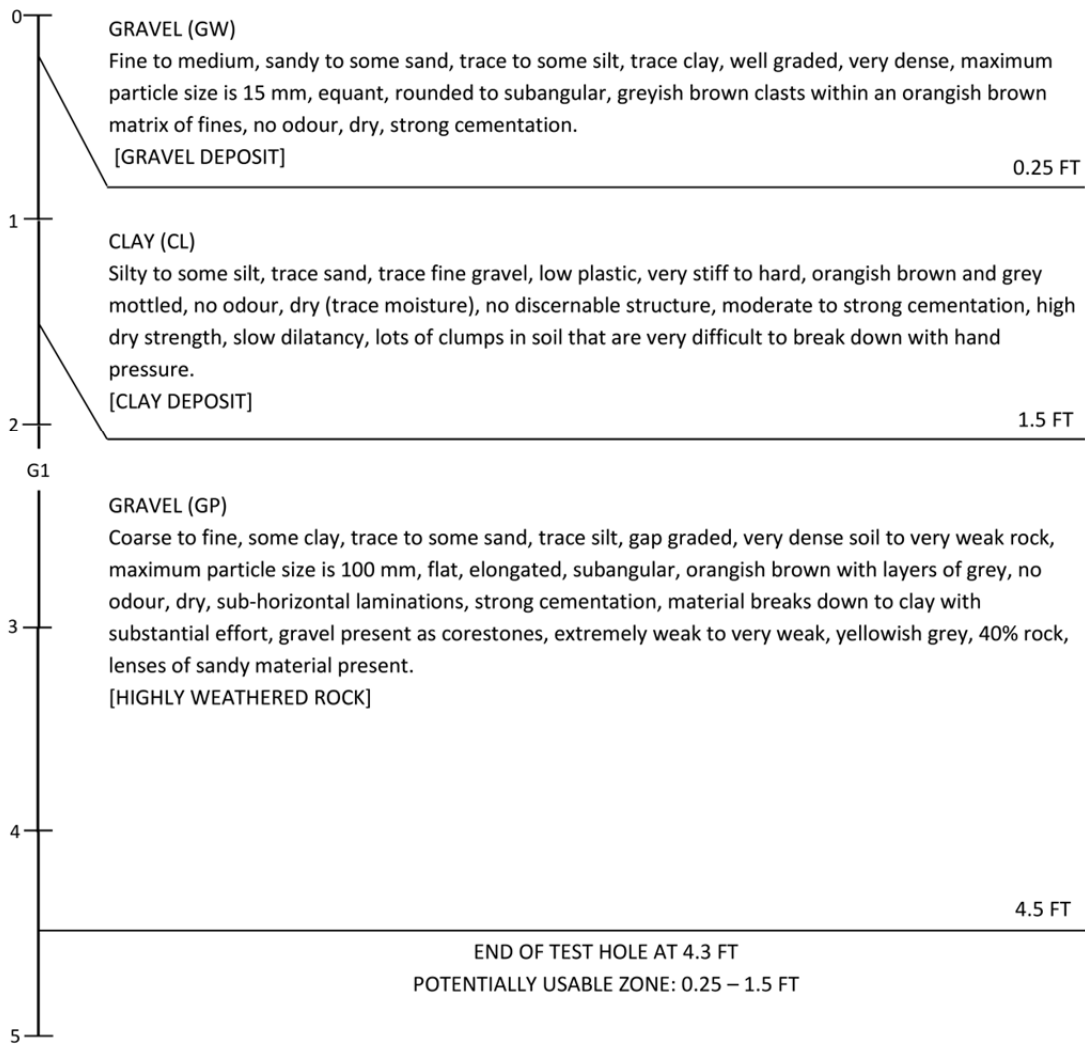 0
GRAVEL (GW)
Fine to medium, sandy to some sand, trace to some silt, trace clay, well graded, very dense, maximum
particle size is 15 mm, equant, rounded to subangular, greyish brown clasts within an orangish brown
matrix of fines, no odour, dry, strong cementation.
[GRAVEL DEPOSIT]
0.25 FT
1
CLAY (CL)
Silty to some silt, trace sand, trace fine gravel, low plastic, very stiff to hard, orangish brown and grey
mottled, no odour, dry (trace moisture), no discernable structure, moderate to strong cementation, high
dry strength, slow dilatancy, lots of clumps in soil that are very difficult to break down with hand
pressure.
[CLAY DEPOSIT]
1.5 FT
2
G1
GRAVEL (GP)
Coarse to fine, some clay, trace to some sand, trace silt, gap graded, very dense soil to very weak rock,
maximum particle size is 100 mm, flat, elongated, subangular, orangish brown with layers of grey, no
odour, dry, sub-horizontal laminations, strong cementation, material breaks down to clay with
3
substantial effort, gravel present as corestones, extremely weak to very weak, yellowish grey, 40% rock,
lenses of sandy material present.
[HIGHLY WEATHERED ROCK]
4
4.5 FT
END OF TEST HOLE AT 4.3 FT
POTENTIALLY USABLE ZONE: 0.25 – 1.5 FT
5